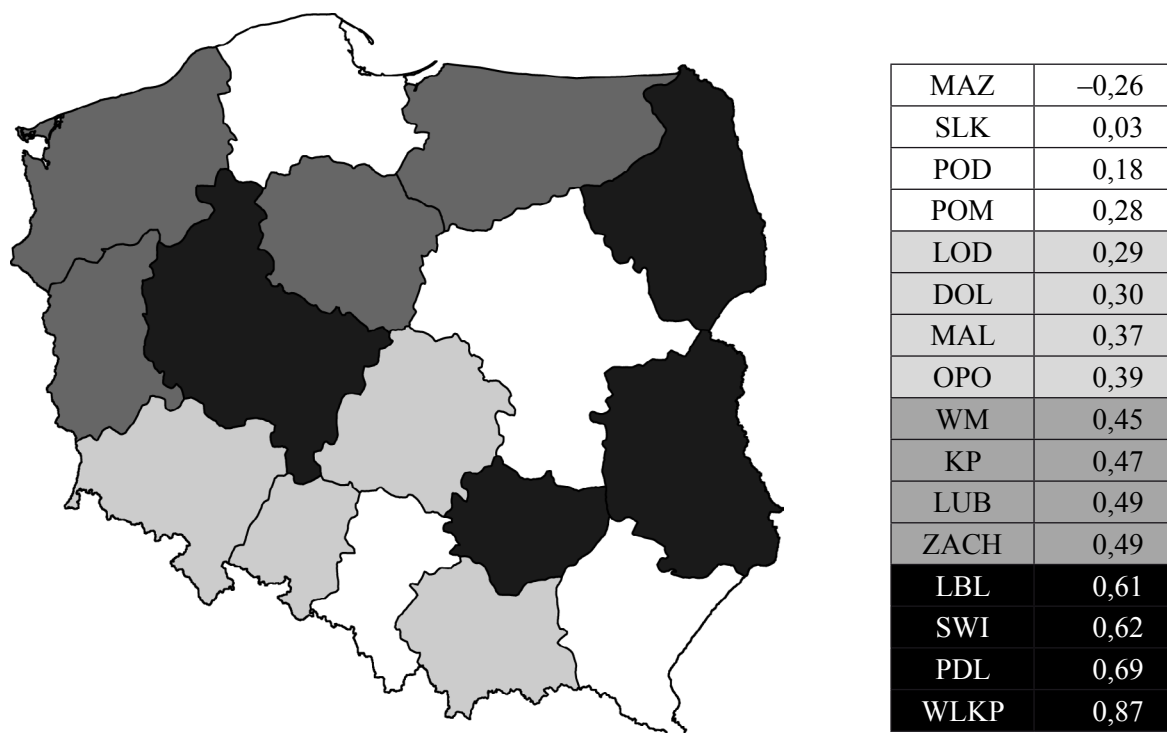 MAZ –0,26
SLK 0,03
POD 0,18
POM 0,28
LOD 0,29
DOL 0,30
MAL 0,37
OPO 0,39
WM 0,45
KP 0,47
LUB 0,49
ZACH 0,49
LBL 0,61
SWI 0,62
PDL 0,69
WLKP 0,87